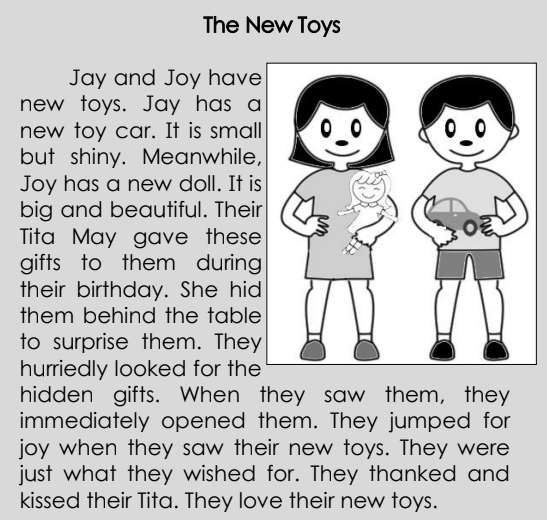 The New Toys
Jay and Joy have
new toys. Jay has a
new toy car. It is small
but shiny. Meanwhile,
Joy has a new doll. It is
big and beautiful. Their
Tita May gave these
gifts to them during
their birthday. She hid
them behind the table
to surprise them. They
hurriedly looked for the
hidden gifts. When they saw them, they
immediately opened them. They jumped for
joy when they saw their new toys. They were
just what they wished for. They thanked and
kissed their Tita. They love their new toys.